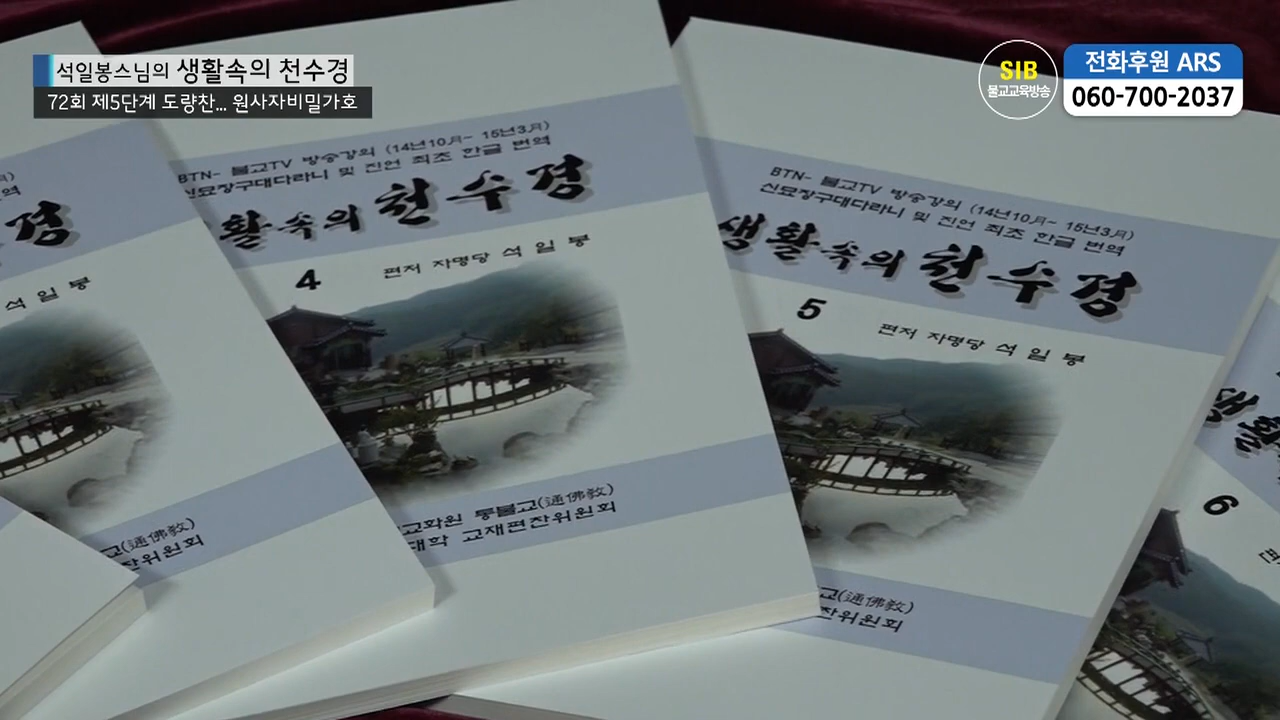 석일봉스님의 생활속의 천수경
72회 제5단계 도량찬... 원사자비밀가호
SIB
불교교육방송
전화후원 ARS
060-700-2037
경
석 일 봉
교(通佛教)
찬위원회
BTN- 불교TV 방송강의 (14년10月~ 15년3月)
신묘장구대다라니 및 진언 최초 한글 번역
활속의 천수경
4
편저 자명당 석 일 봉
교화원 통불교(通佛教)
대학 교재편찬위원회
BTN- 불교TV 방송강의 (14년10月~ 15년3月)
신묘장구대다라니 및 진언 최초 한글 번역
생활속의 천수경
5
편저 자명당 석 일 봉
교(通佛教)
찬위원회
생활
6
편